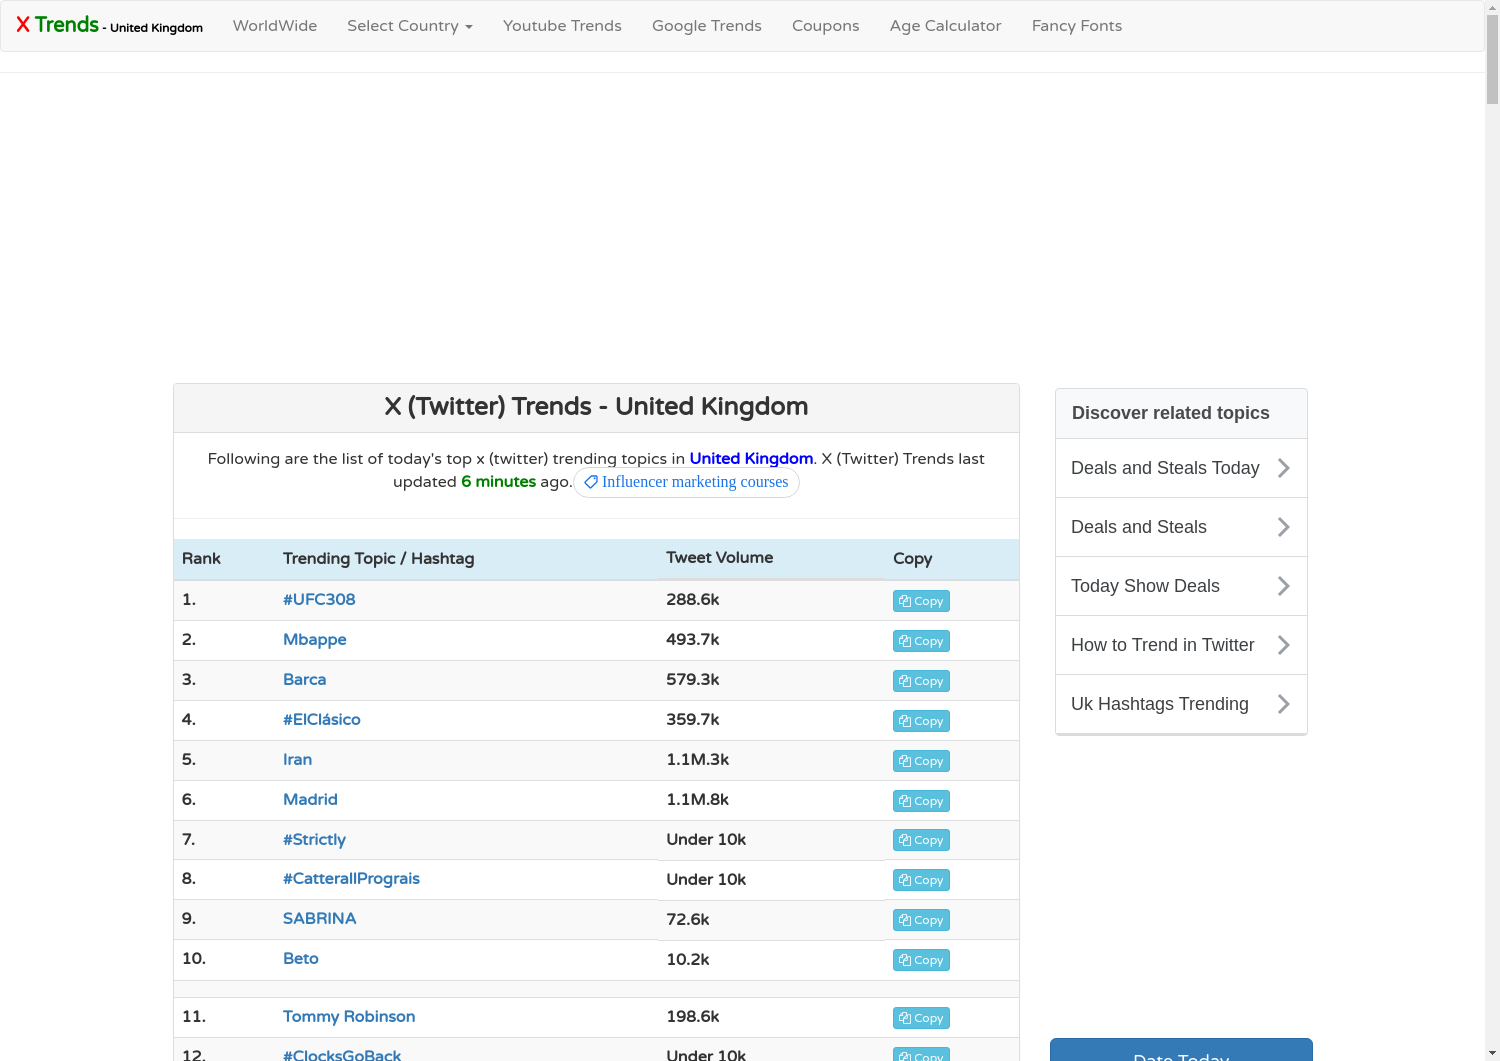 X Trends - United Kingdom WorldWide Select Country Youtube Trends Google Trends Coupons Age Calculator Fancy Fonts
X (Twitter) Trends - United Kingdom
Following are the list of today's top x (twitter) trending topics in United Kingdom. X (Twitter) Trends last
updated 6 minutes ago. Influencer marketing courses
Rank Trending Topic / Hashtag Tweet Volume Copy
1. #UFC308 288.6k Copy
2. Mbappe 493.7k Copy
3. Barca 579.3k Copy
4. #ElClásico 359.7k Copy
5. Iran 1.1M.3k Copy
6. Madrid 1.1M.8k Copy
7. #Strictly Under 10k Copy
8. #CatterallPrograis Under 10k Copy
9. SABRINA 72.6k Copy
10. Beto 10.2k Copy
11. Tommy Robinson 198.6k Copy
12. #ClocksGoBack Under 10k Copy
Discover related topics
Deals and Steals Today
Deals and Steals
Today Show Deals
How to Trend in Twitter
Uk Hashtags Trending
Date Today